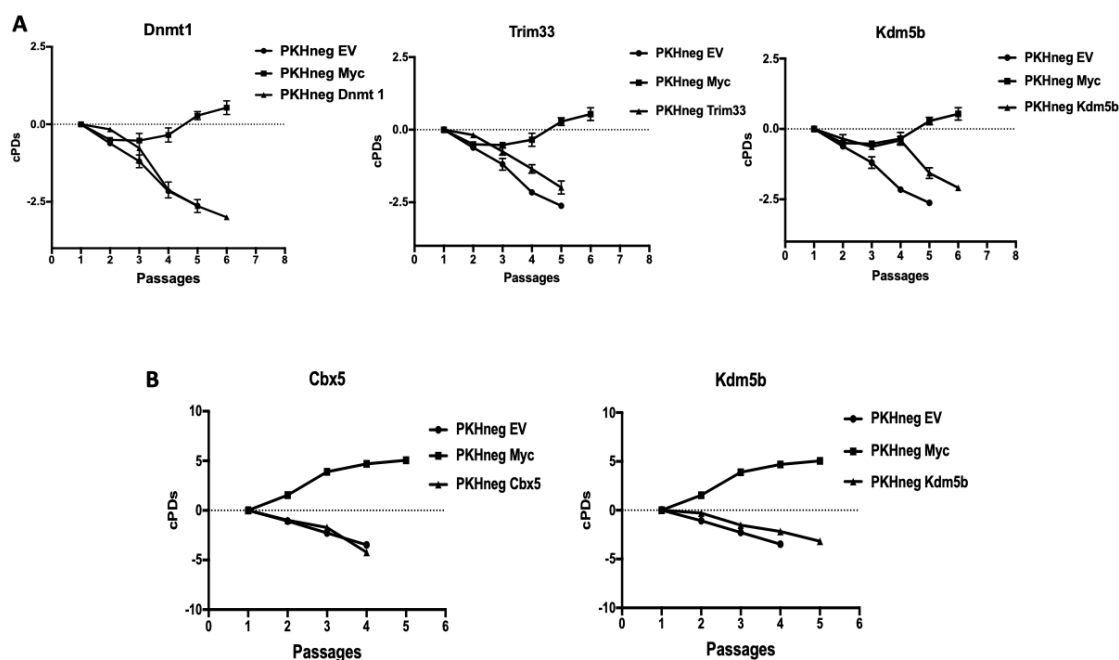 A
Dnmt1
2.5
0.0
-2.5
cPDs
PKHneg EV
PKHneg Myc
PKHneg Dnmt 1
0 1 2 3 4 5 6 7 8
Passages
Trim33
2.5
0.0
-2.5
cPDs
PKHneg EV
PKHneg Myc
PKHneg Trim33
0 1 2 3 4 5 6 7 8
Passages
Kdm5b
2.5
0.0
-2.5
cPDs
PKHneg EV
PKHneg Myc
PKHneg Kdm5b
0 1 2 3 4 5 6 7 8
Passages
B
Cbx5
10
5
0
-5
-10
cPDs
PKHneg EV
PKHneg Myc
PKHneg Cbx5
0 1 2 3 4 5 6
Passages
Kdm5b
10
5
0
-5
-10
cPDs
PKHneg EV
PKHneg Myc
PKHneg Kdm5b
0 1 2 3 4 5 6
Passages